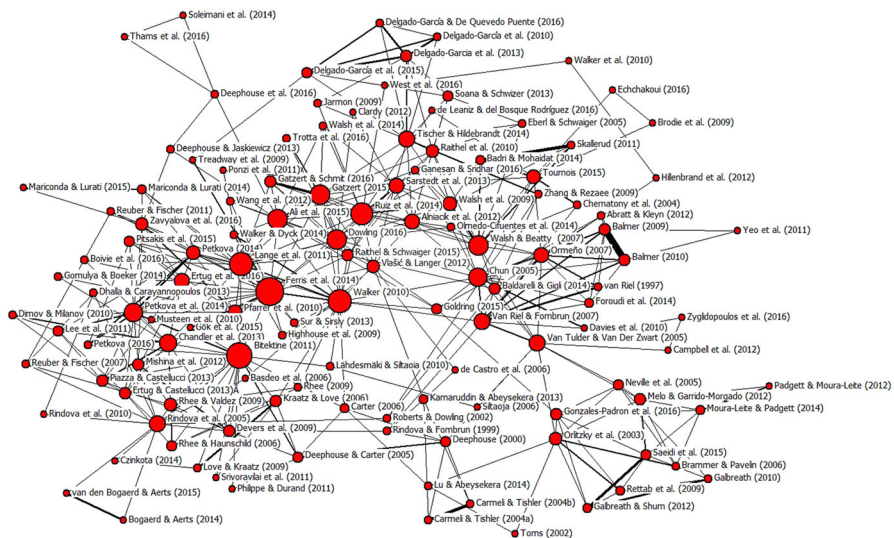 Soleimani et al. (2014)
Delgado-García & De Quevedo Puente (2016)
Thams et al. (2016)
Delgado-García et al. (2010)
Delgado-Garcia et al. (2013)
Walker et al. (2010)
Delgado-García et al. (2015)
West et al. (2016)
Echchakoui (2016)
Deephouse et al. (2016)
Soana & Schwizer (2013)
Jarmon (2009)
Clardy (2012)
de Leaniz & del Bosque Rodríguez (2016)
Walsh et al. (2014)
Eberl & Schwaiger (2005)
Brodie et al. (2009)
Trotta et al. (2016)
Tischer & Hildebrandt (2014)
Deephouse & Jaskiewicz (2013)
Raithel et al. (2010)
Skallerud (2011)
Treadway et al. (2009)
Badri & Mohaidat (2014)
Ponzi et al. (2011)
Ganesan & Sridhar (2016)
Tournois (2015)
Gatzert & Schmit (2016)
Hillenbrand et al. (2012)
Mariconda & Lurati (2015)
Mariconda & Lurati (2014)
Gatzert (2015)
Sarstedt et al. (2013)
Zhang & Rezaee (2009)
Wang et al. (2012)
Walsh et al. (2009)
Chernatony et al. (2004)
Reuber & Fischer (2011)
Ali et al. (2015)
Ruiz et al. (2014)
Abratt & Kleyn (2012)
Zavyalova et al. (2016)
Alniacik et al. (2012)
Olmedo-Cifuentes et al. (2014)
Balmer (2009)
Yeo et al. (2011)
Walker & Dyck (2014)
Dowling (2016)
Pitsakis et al. (2015)
Walsh & Beatty (2007)
Petkova (2014)
Raithel & Schwaiger (2015)
Ormeño (2007)
Boivie et al. (2016)
Lange et al. (2011)
Vlašić & Langer (2012)
Balmer (2010)
Gomulya & Boeker (2014)
Ertug et al. (2016)
Chun (2005)
Dhalla & Carayannopoulos (2013)
Ferris et al. (2014)
Baldarelli & Gigli (2014)
van Riel (1997)
Petkova et al. (2014)
Walker (2010)
Foroudi et al. (2014)
Dimov & Milanov (2010)
Pfarrer et al. (2010)
Goldring (2015)
Musteen et al. (2010)
Van Riel & Fombrun (2007)
Zyglidopoulos et al. (2016)
Lee et al. (2011)
Gok et al. (2015)
Sur & Sirsly (2013)
Davies et al. (2010)
Petkova (2016)
Chandler et al. (2013)
Highhouse et al. (2009)
Van Tulder & Van Der Zwart (2005)
Campbell et al. (2012)
Reuber & Fischer (2007)
Mishina et al. (2012)
Bitektine (2011)
Lähdesmäki & Siltaoja (2010)
de Castro et al. (2006)
Piazza & Castellucci (2013)
Basdeo et al. (2006)
Ertug & Castellucci (2013)
Rhee (2009)
Neville et al. (2005)
Padgett & Moura-Leite (2012)
Rhee & Valdez (2009)
Kraatz & Love (2006)
Kamaruddin & Abeysekera (2013)
Melo & Garrido-Morgado (2012)
Rindova et al. (2010)
Carter (2006)
Sitaoja (2006)
Gonzales-Padron et al. (2016)
Moura-Leite & Padgett (2014)
Rindova et al. (2005)
Roberts & Dowling (2002)
Devers et al. (2009)
Rindova & Fombrun (1999)
Rhee & Haunschild (2006)
Deephouse (2000)
Orlitzky et al. (2003)
Saeidi et al. (2015)
Czinkota (2014)
Deephouse & Carter (2005)
Love & Kraatz (2009)
Brammer & Pavelin (2006)
Srivoravilai et al. (2011)
Galbreath (2010)
Philippe & Durand (2011)
Lu & Abeysekera (2014)
van den Bogaerd & Aerts (2015)
Rettab et al. (2009)
Carmeli & Tishler (2004b)
Galbreath & Shum (2012)
Bogaerd & Aerts (2014)
Carmeli & Tishler (2004a)
Toms (2002)